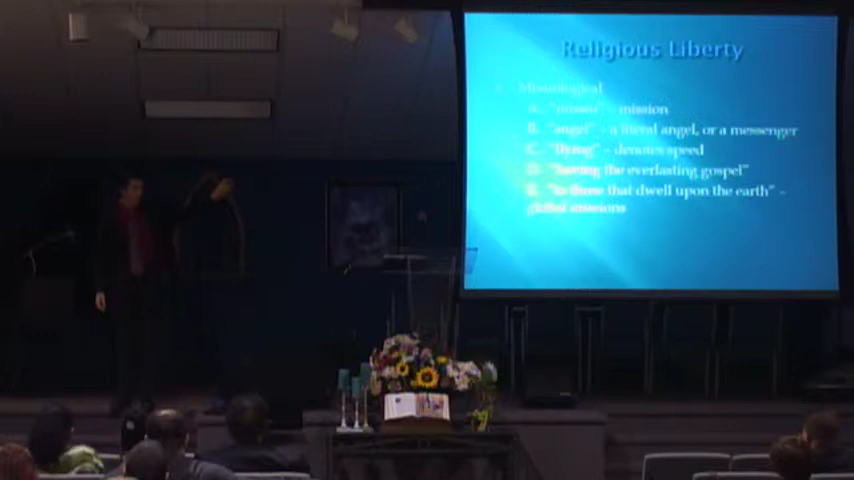 Religious Liberty
Missiological
A. "missio" – mission
B. "angel" – a literal angel, or a messenger
C. "flying" – denotes speed
D. "having the everlasting gospel"
E. "to those that dwell upon the earth" –
global missions